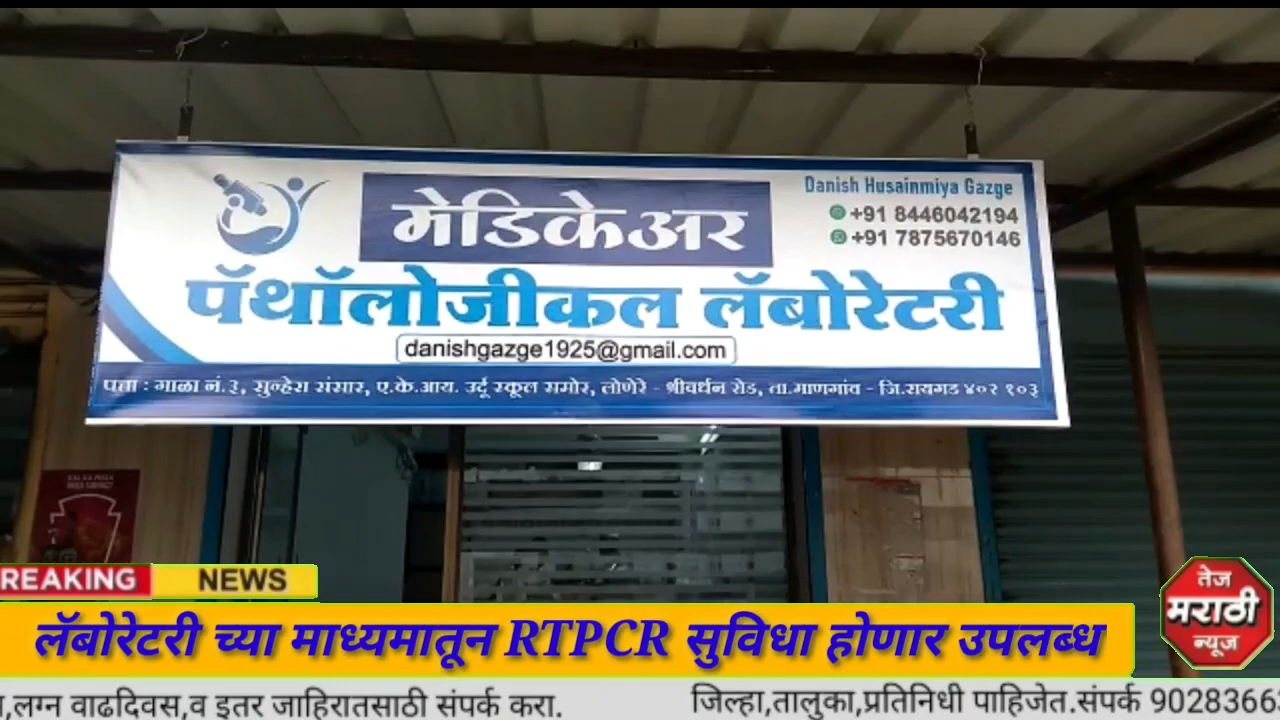 Danish Husainmiya Gazge
मेडिकेअर
+91 8446042194
+91 7875670146
पॅथॉलोजीकल लॅबोरेटरी
danishgazge1925@gmail.com
पत्ता : गाळा नं.३, सुन्हेरा संसार, ए.के.आय. उर्दू स्कूल समोर, लोणेरे - श्रीवर्धन रोड, ता.माणगांव - जि.रायगड ४०२ १०३
REAKING NEWS
लॅबोरेटरी च्या माध्यमातून RTPCR सुविधा होणार उपलब्ध
तेज
मराठी
न्यूज
,लग्न वाढदिवस,व इतर जाहिरातसाठी संपर्क करा. जिल्हा,तालुका,प्रतिनिधी पाहिजेत.संपर्क 9028366